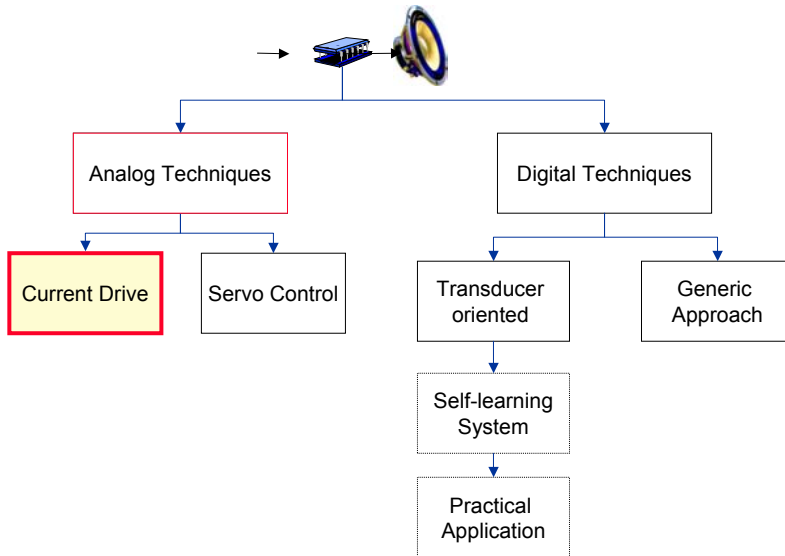 Analog Techniques
Digital Techniques
Current Drive
Servo Control
Transducer
oriented
Generic
Approach
Self-learning
System
Practical
Application